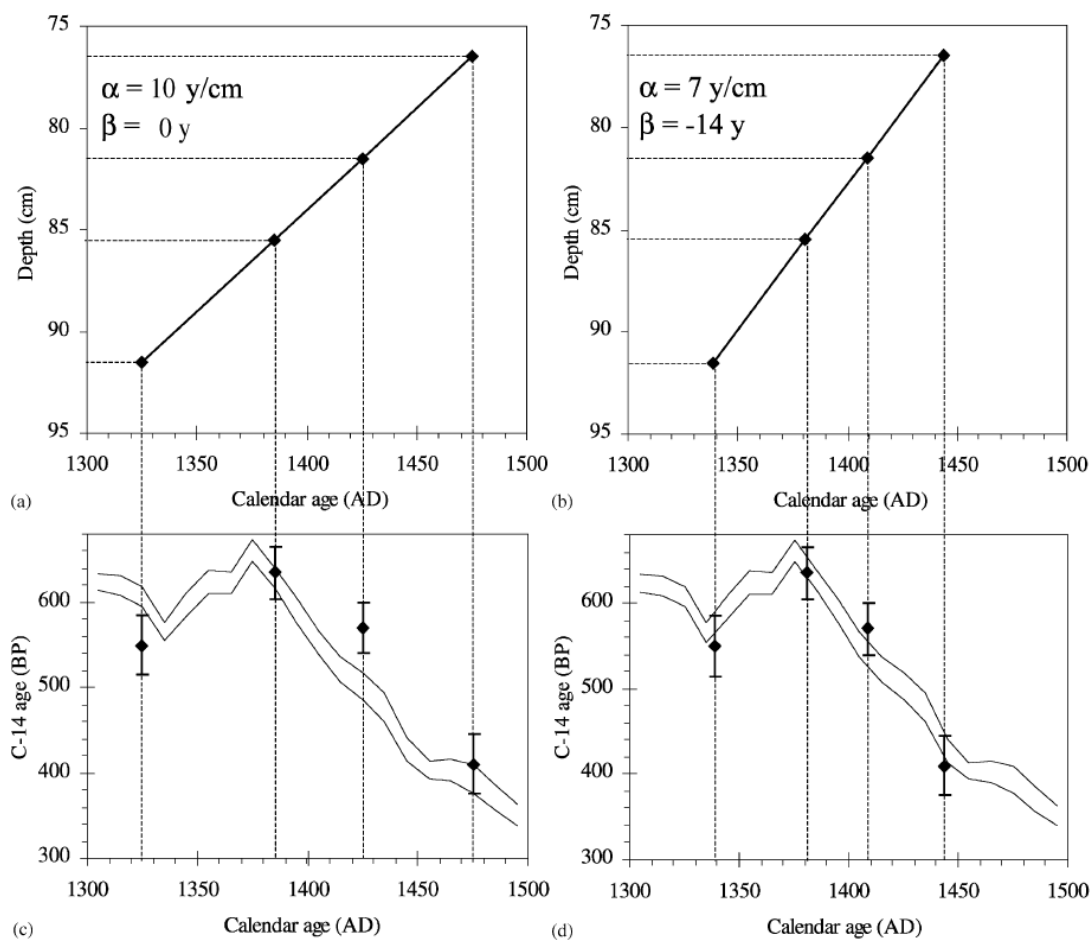 75
80
85
90
95
Depth (cm)
α = 10 y/cm
β = 0 y
1300 1350 1400 1450 1500
Calendar age (AD)
(a)
75
80
85
90
95
Depth (cm)
α = 7 y/cm
β = -14 y
1300 1350 1400 1450 1500
Calendar age (AD)
(b)
600
500
400
300
C-14 age (BP)
1300 1350 1400 1450 1500
Calendar age (AD)
(c)
600
500
400
300
C-14 age (BP)
1300 1350 1400 1450 1500
Calendar age (AD)
(d)